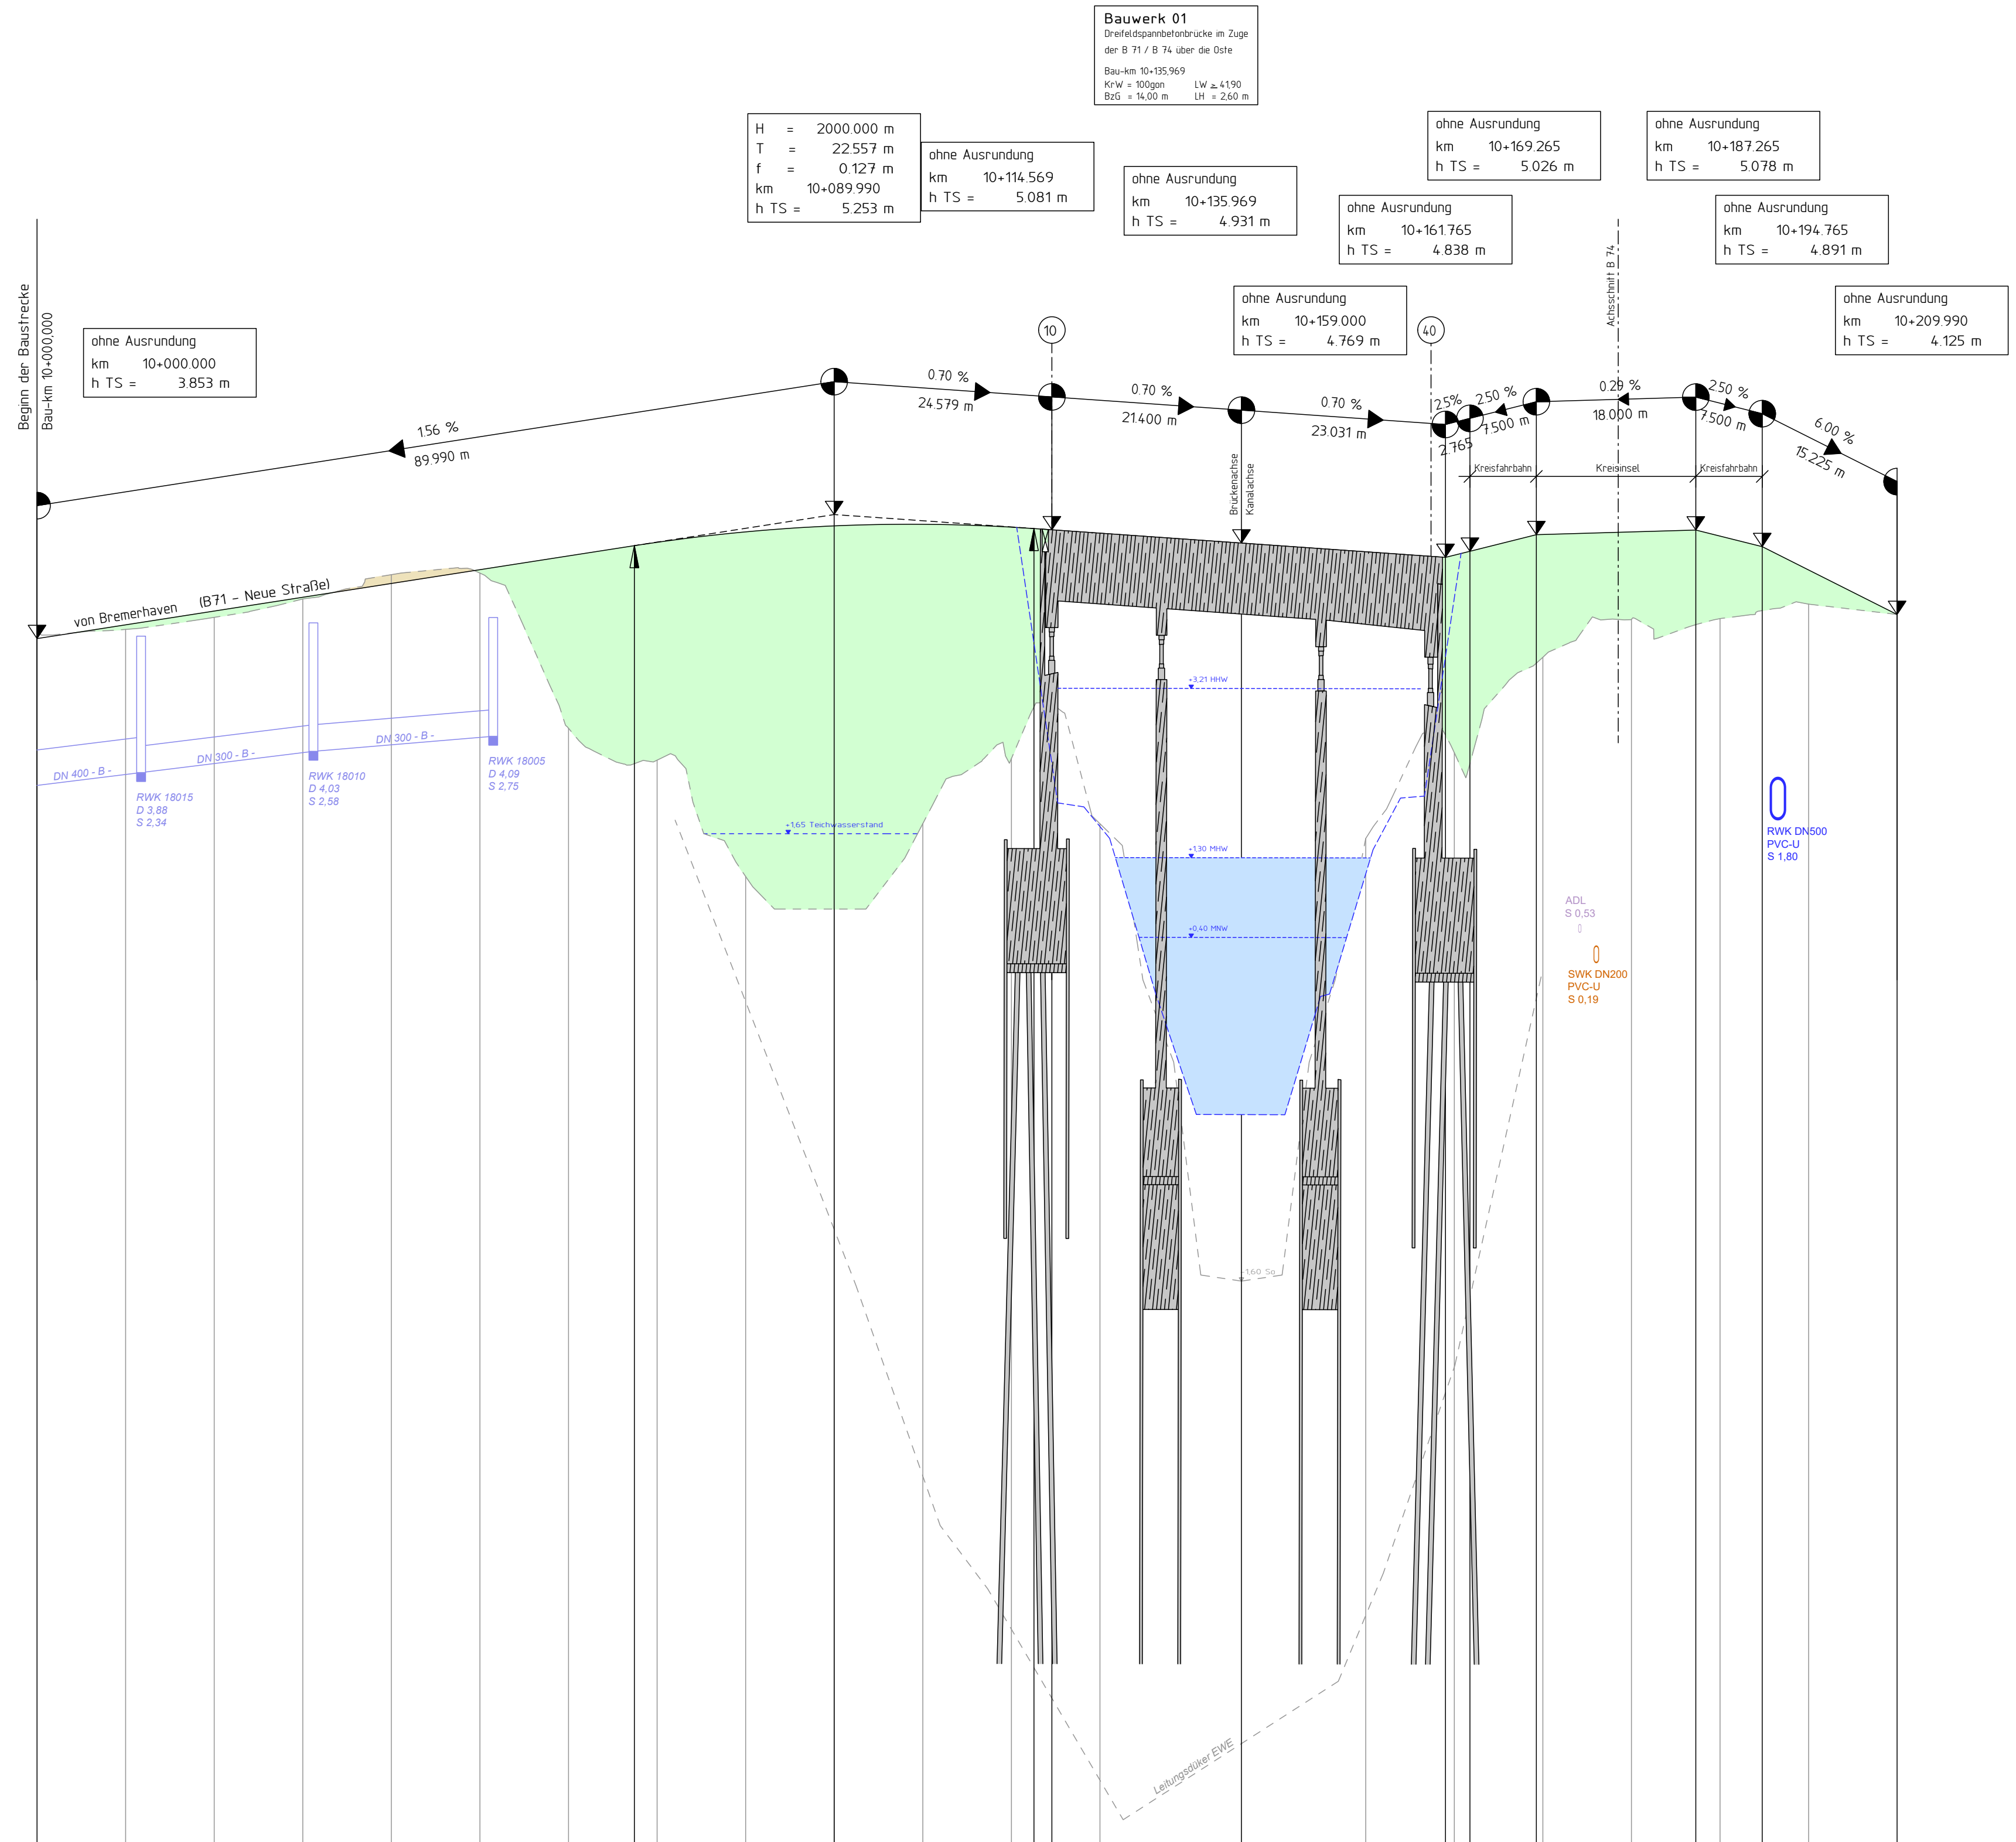 Bauwerk 01
Dreifeldspannbetonbrücke im Zuge
der B 71 / B 74 über die Oste
Bau-km 10+135,969
KrW = 100gon LW ≥ 41,90
BzG = 14,00 m LH = 2,60 m
H = 2000.000 m
T = 22.557 m
f = 0.127 m
km 10+089.990
h TS = 5.253 m
ohne Ausrundung
km 10+114.569
h TS = 5.081 m
ohne Ausrundung
km 10+135.969
h TS = 4.931 m
ohne Ausrundung
km 10+169.265
h TS = 5.026 m
ohne Ausrundung
km 10+187.265
h TS = 5.078 m
ohne Ausrundung
km 10+161.765
h TS = 4.838 m
ohne Ausrundung
km 10+194.765
h TS = 4.891 m
ohne Ausrundung
km 10+159.000
h TS = 4.769 m
ohne Ausrundung
km 10+209.990
h TS = 4.125 m
ohne Ausrundung
km 10+000.000
h TS = 3.853 m
Beginn der Baustrecke
Bau-km 10+000,000
Achsschnitt B 74
10
40
1.56 %
89.990 m
0.70 %
24.579 m
0.70 %
21.400 m
0.70 %
23.031 m
2.5%
2.765
2.50 %
7.500 m
0.29 %
18.000 m
2.50 %
7.500 m
6.00 %
15.225 m
Kreisfahrbahn
Kreisinsel
Kreisfahrbahn
Brückenachse
Kanalachse
von Bremerhaven (B71 - Neue Straße)
DN 400 - B -
DN 300 - B -
DN 300 - B -
RWK 18015
D 3,88
S 2,34
RWK 18010
D 4,03
S 2,58
RWK 18005
D 4,09
S 2,75
+3,21 HHW
+1,65 Teichwasserstand
+1,30 MHW
+0,40 MNW
RWK DN500
PVC-U
S 1,80
ADL
S 0,53
SWK DN200
PVC-U
S 0,19
-1,60 So
Leitungsdüker EWE